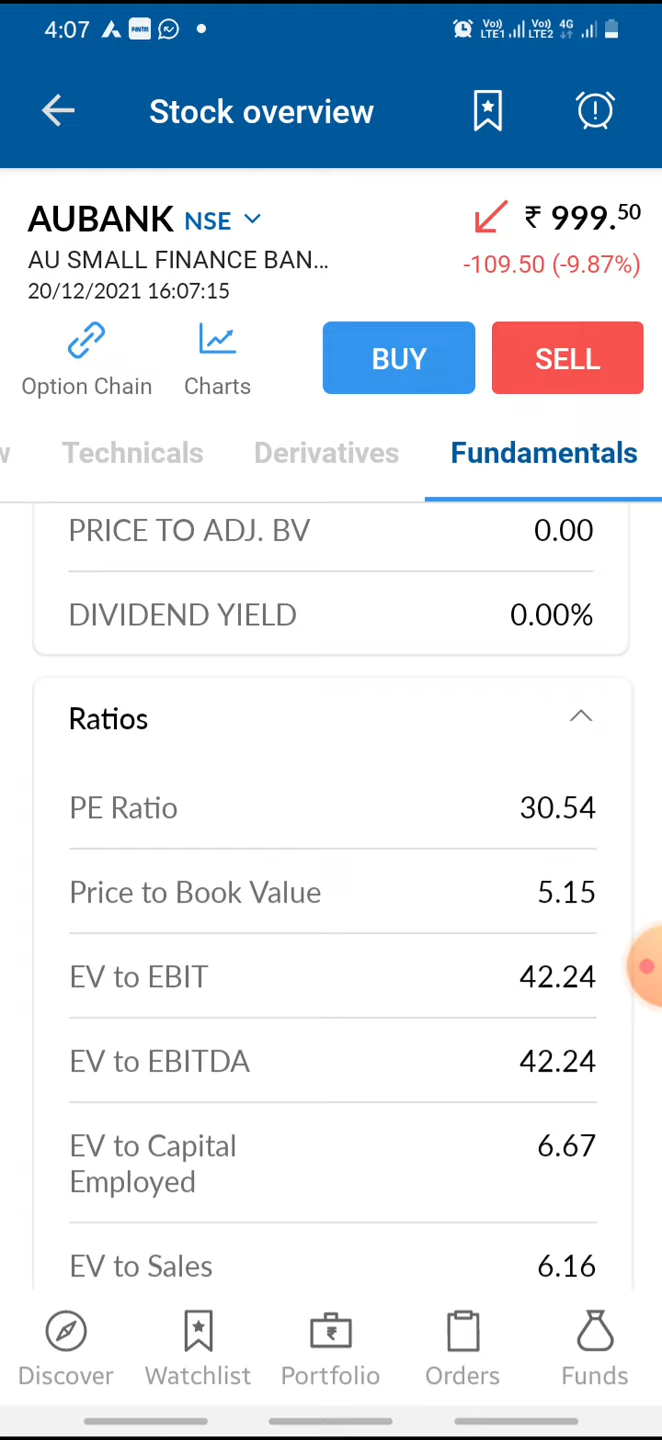 4:07 Paytm Vo)) LTE1 Vo)) LTE2 4G
Stock overview
AUBANK NSE ₹ 999.50
AU SMALL FINANCE BAN... -109.50 (-9.87%)
20/12/2021 16:07:15
Option Chain Charts BUY SELL
w Technicals Derivatives Fundamentals
PRICE TO ADJ. BV 0.00
DIVIDEND YIELD 0.00%
Ratios
PE Ratio 30.54
Price to Book Value 5.15
EV to EBIT 42.24
EV to EBITDA 42.24
EV to Capital 6.67
Employed
EV to Sales 6.16
Discover Watchlist Portfolio Orders Funds